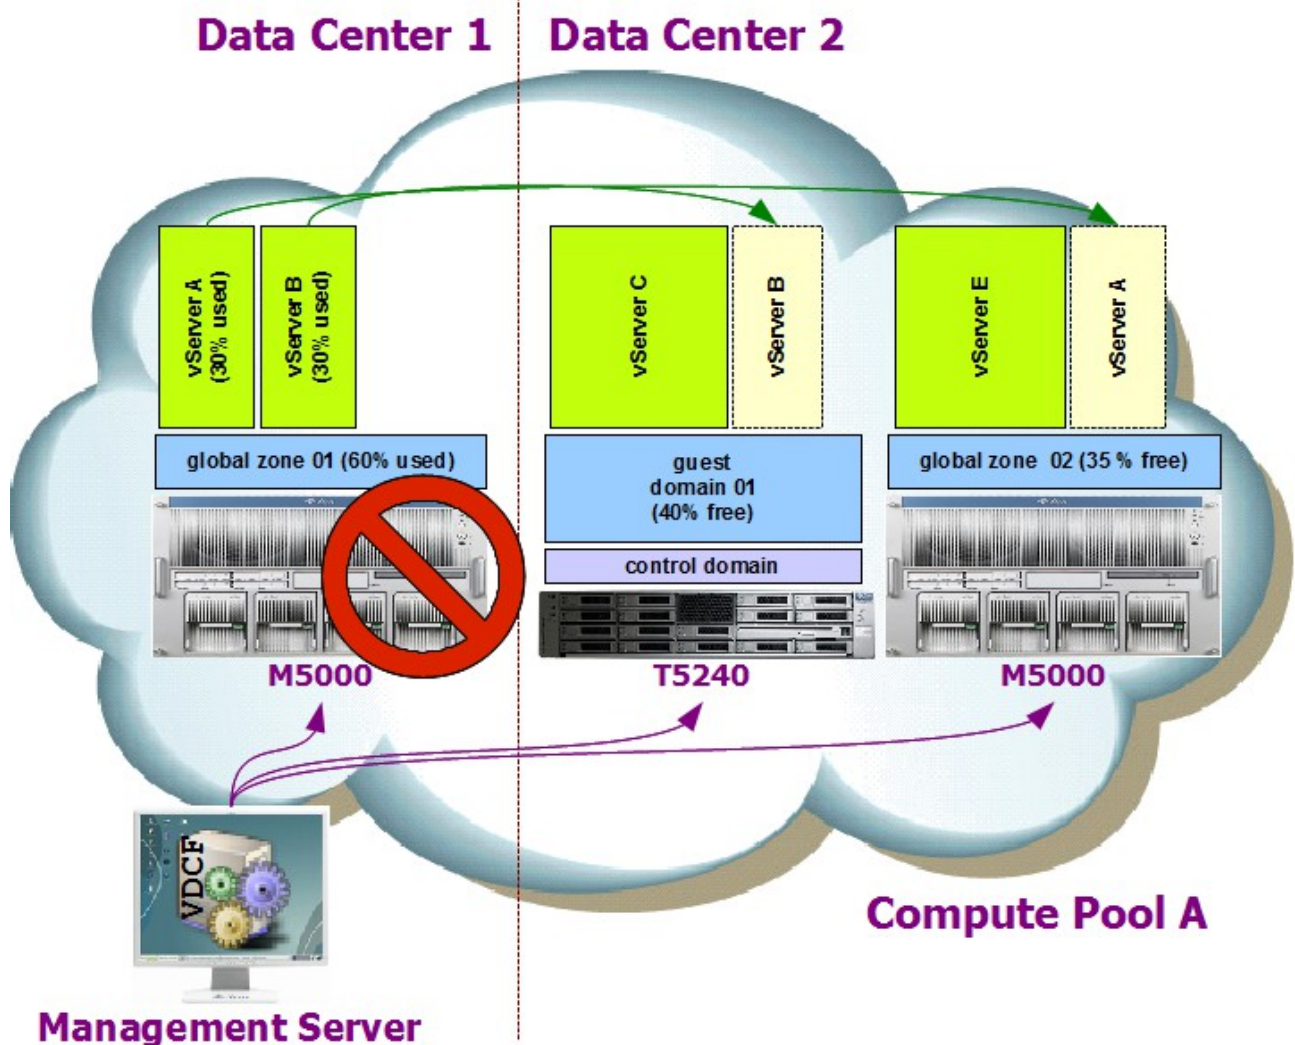 Data Center 1
Data Center 2
vServer A
(30% used)
vServer B
(30% used)
vServer C
vServer B
vServer E
vServer A
global zone 01 (60% used)
guest
domain 01
(40% free)
global zone 02 (35 % free)
control domain
M5000
T5240
M5000
VDCF
Compute Pool A
Management Server